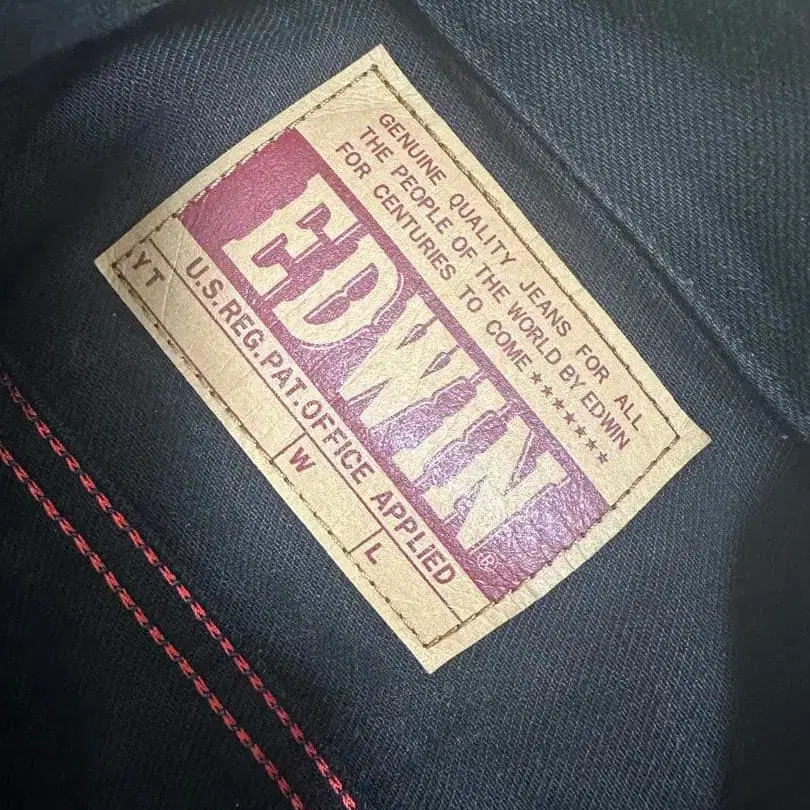 GENUINE QUALITY JEANS FOR ALL
THE PEOPLE OF THE WORLD BY EDWIN
FOR CENTURIES TO COME ★★★★★★★
EDWIN®
U.S.REG.PAT.OFFICE APPLIED
YT W L